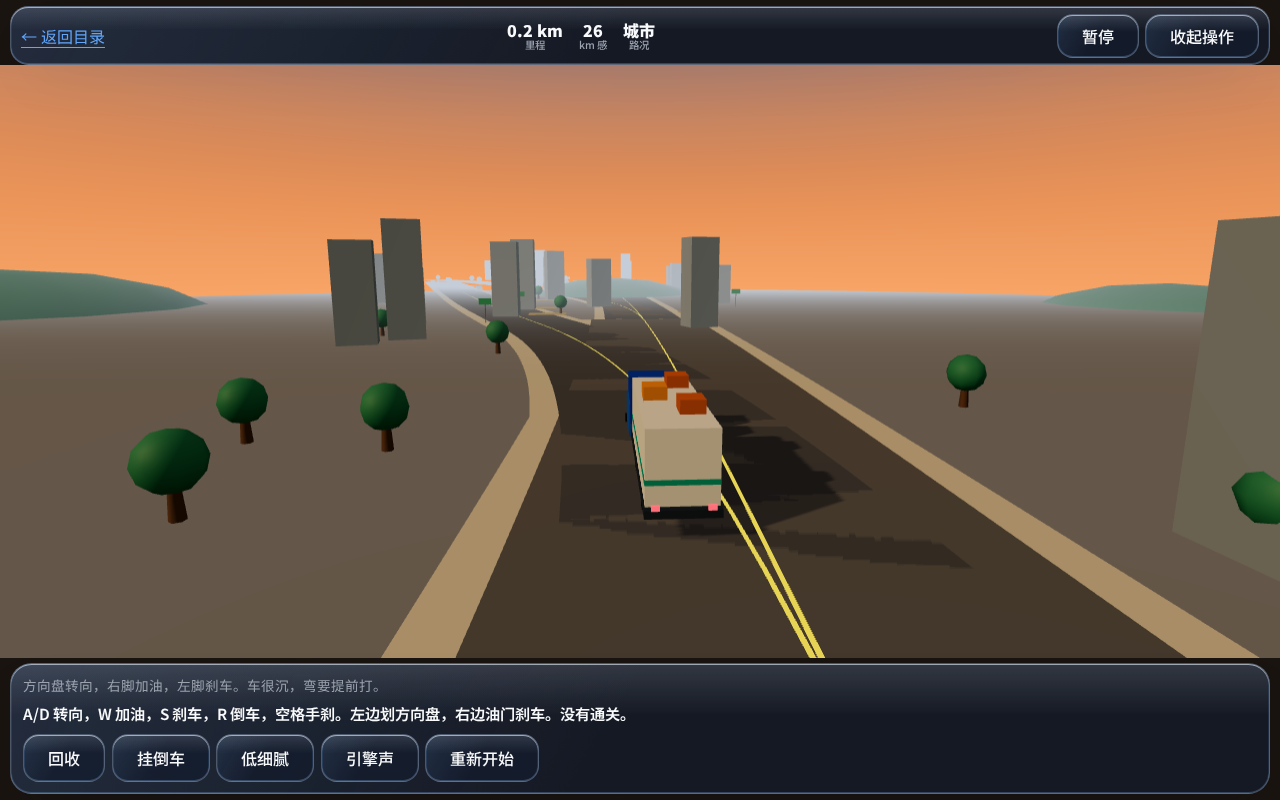 ← 返回目录
0.2 km 26 城市
里程 km 感 路况
暂停 收起操作
方向盘转向，右脚加油，左脚刹车。车很沉，弯要提前打。
A/D 转向，W 加油，S 刹车，R 倒车，空格手刹。左边划方向盘，右边油门刹车。没有通关。
回收 挂倒车 低细腻 引擎声 重新开始